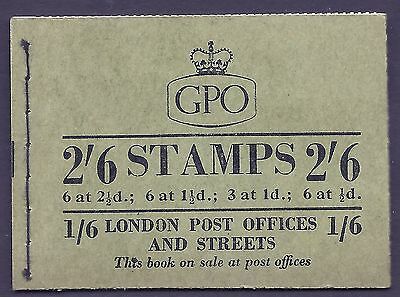 GPO
2'6 STAMPS 2'6
6 at 2½d.; 6 at 1½d.; 3 at 1d.; 6 at ½d.
1/6 LONDON POST OFFICES 1/6
AND STREETS
This book on sale at post offices